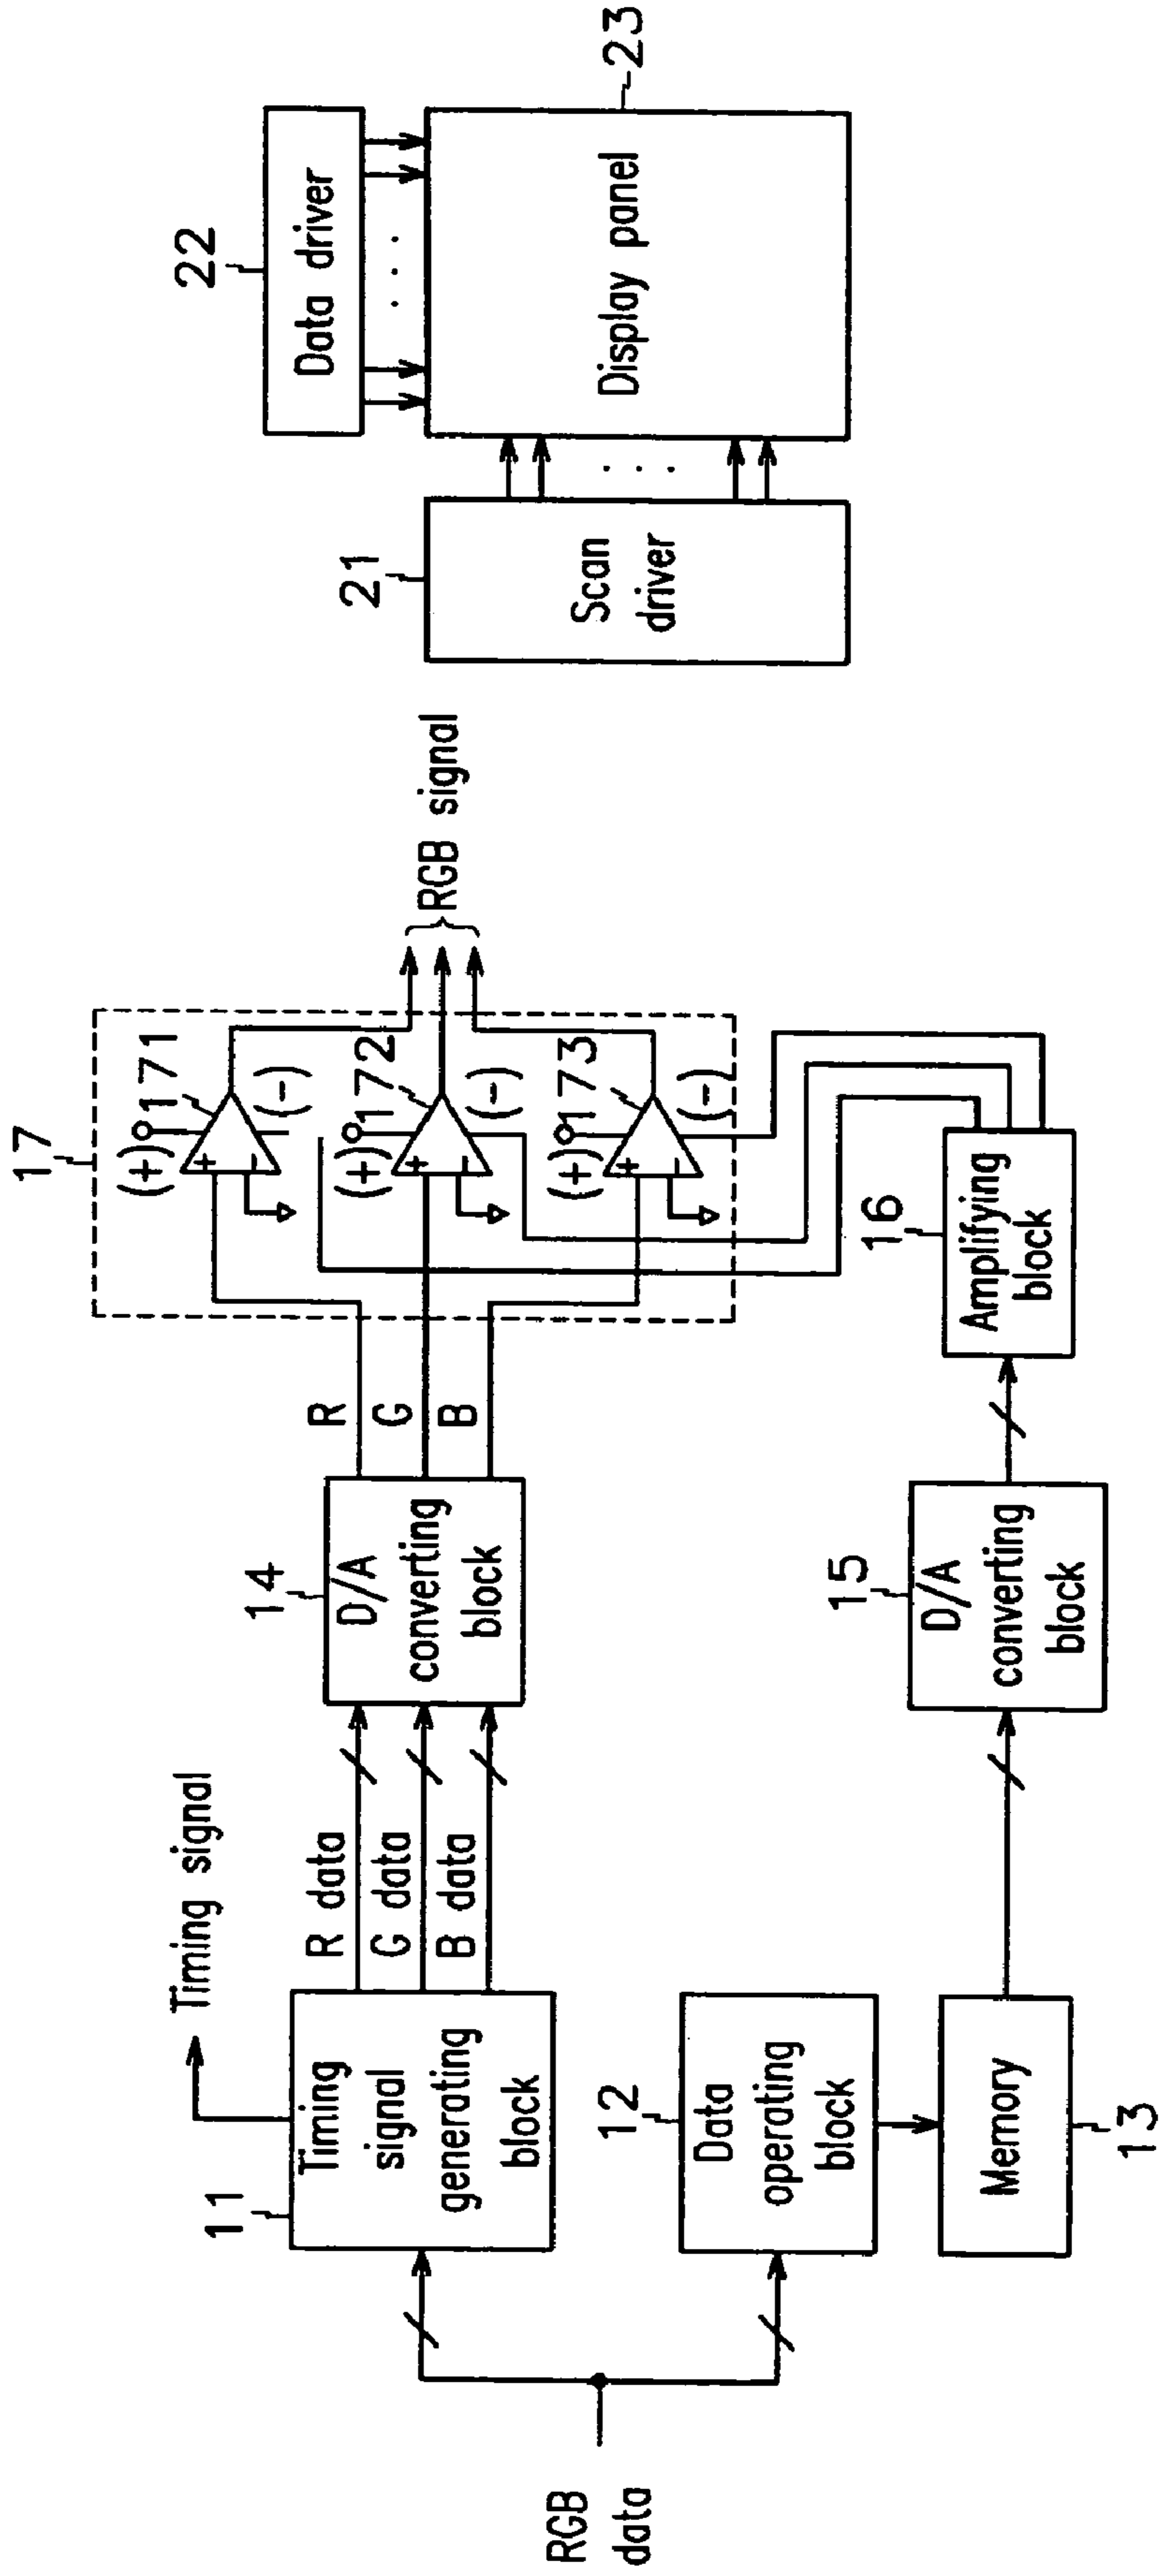 RGB
data
11
Timing
signal
generating
block
Timing signal
R data
G data
B data
12
Data
operating
block
Memory
13
14
D/A
converting
block
R
G
B
15
D/A
converting
block
16
Amplifying
block
17
(+)
171
+
−
(-)
(+)
172
+
−
(-)
(+)
173
+
−
(-)
RGB signal
21
Scan
driver
22
Data driver
Display panel
23